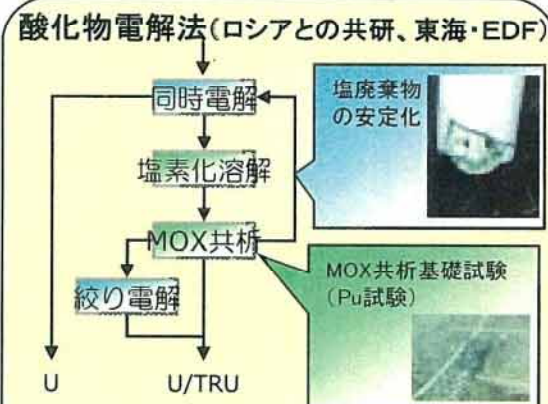 酸化物電解法(ロシアとの共研、東海・EDF)
同時電解
塩素化溶解
MOX共析
絞り電解
U
U/TRU
塩廃棄物
の安定化
MOX共析基礎試験
(Pu試験)